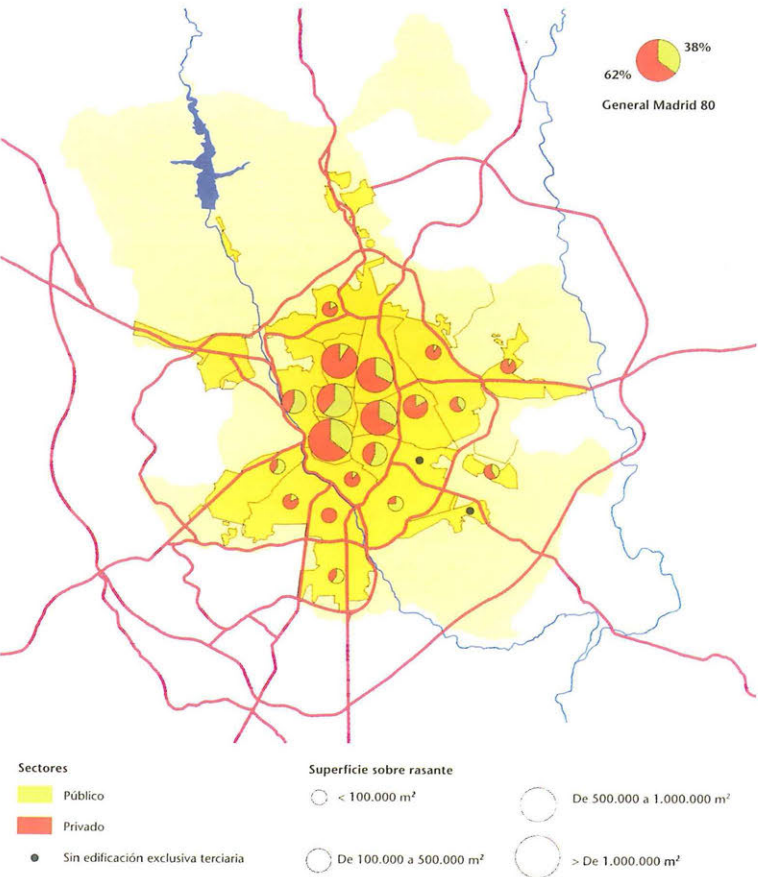 38%
62%
General Madrid 80
Sectores
Público
Privado
Sin edificación exclusiva terciaria
Superficie sobre rasante
< 100.000 m²
De 100.000 a 500.000 m²
De 500.000 a 1.000.000 m²
> De 1.000.000 m²